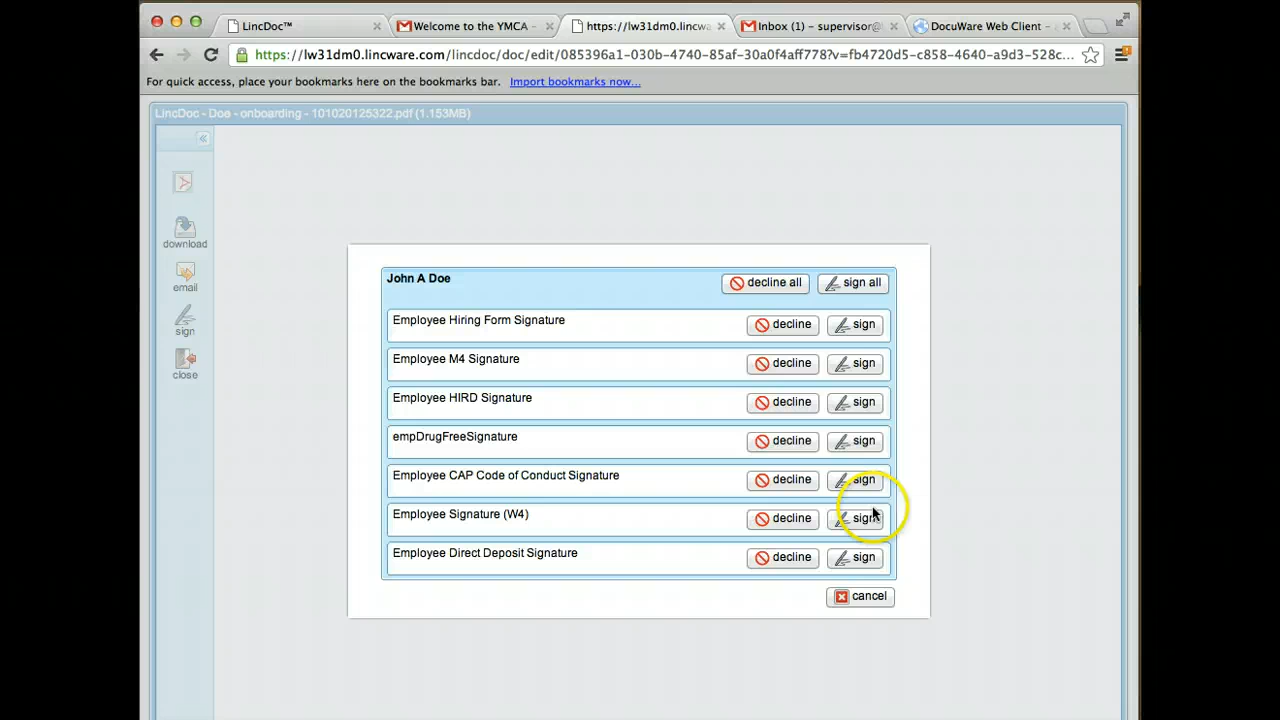 LincDoc™
Welcome to the YMCA -
https://lw31dm0.lincwa
Inbox (1) - supervisor@
DocuWare Web Client -
https://lw31dm0.lincware.com/lincdoc/doc/edit/085396a1-030b-4740-85af-30a0f4aff778?v=fb4720d5-c858-4640-a9d3-528c...
For quick access, place your bookmarks here on the bookmarks bar. Import bookmarks now...
LincDoc - Doe - onboarding - 101020125322.pdf (1.153MB)
download
email
sign
close
John A Doe decline all sign all
Employee Hiring Form Signature decline sign
Employee M4 Signature decline sign
Employee HIRD Signature decline sign
empDrugFreeSignature decline sign
Employee CAP Code of Conduct Signature decline sign
Employee Signature (W4) decline sign
Employee Direct Deposit Signature decline sign
cancel